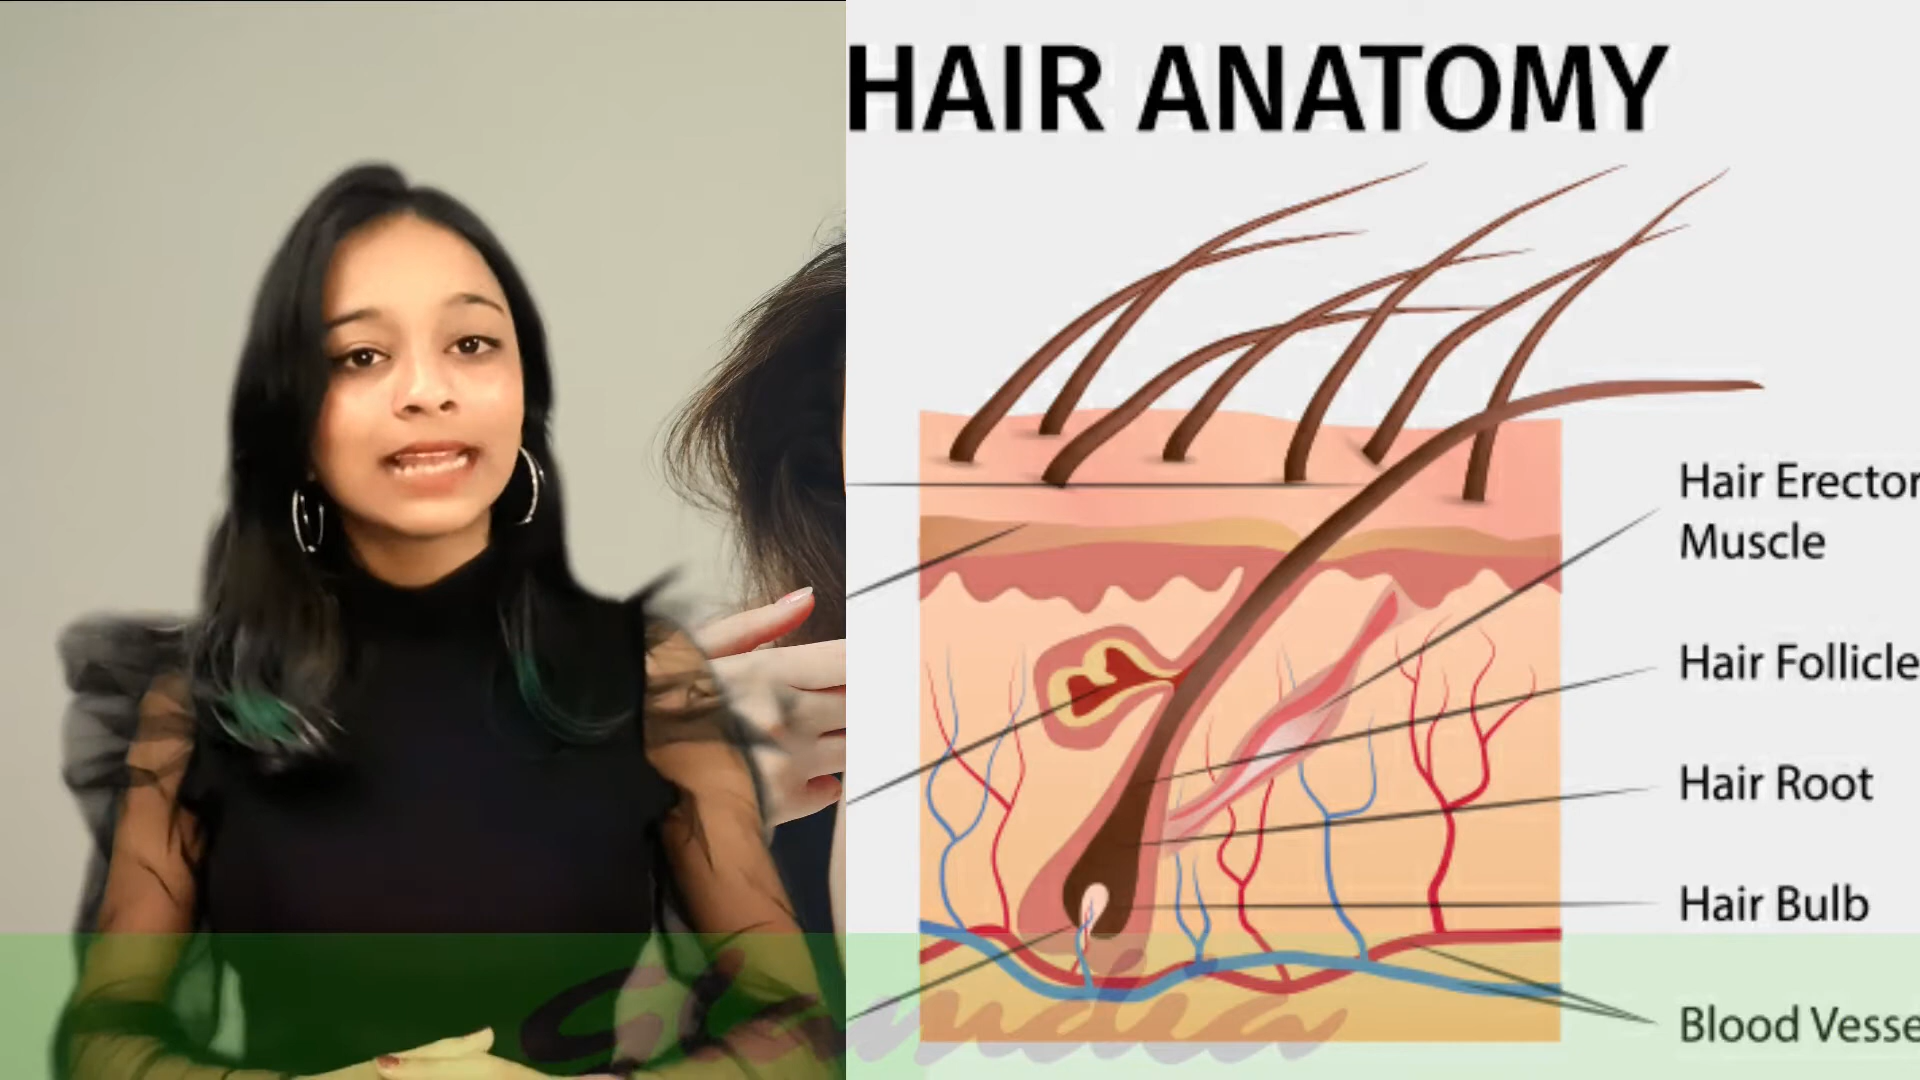 HAIR ANATOMY
Hair Erector
Muscle
Hair Follicle
Hair Root
Hair Bulb
Blood Vesse